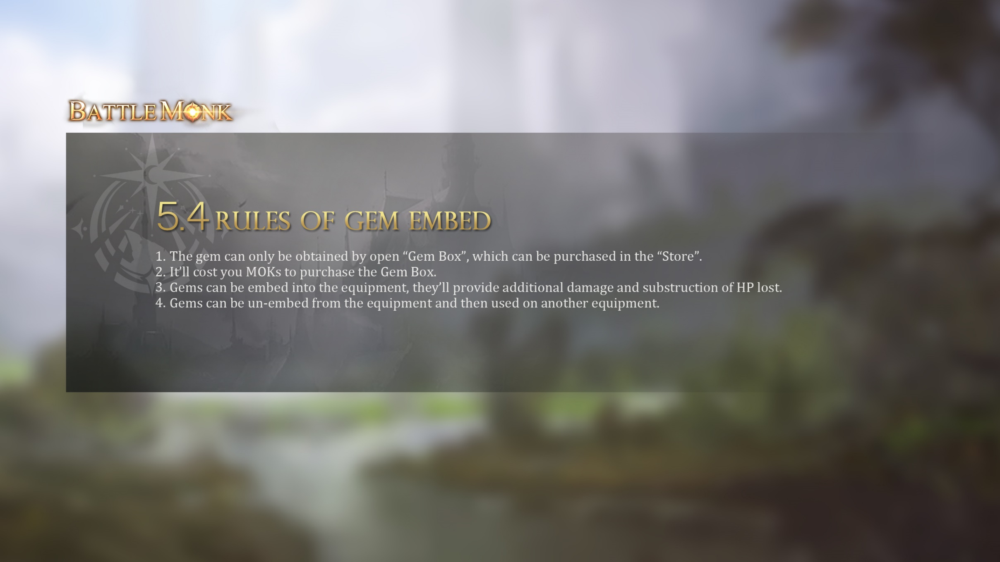 BATTLE MONK
5.4 RULES OF GEM EMBED
1. The gem can only be obtained by open “Gem Box”, which can be purchased in the “Store”.
2. It’ll cost you MOKs to purchase the Gem Box.
3. Gems can be embed into the equipment, they’ll provide additional damage and substruction of HP lost.
4. Gems can be un-embed from the equipment and then used on another equipment.